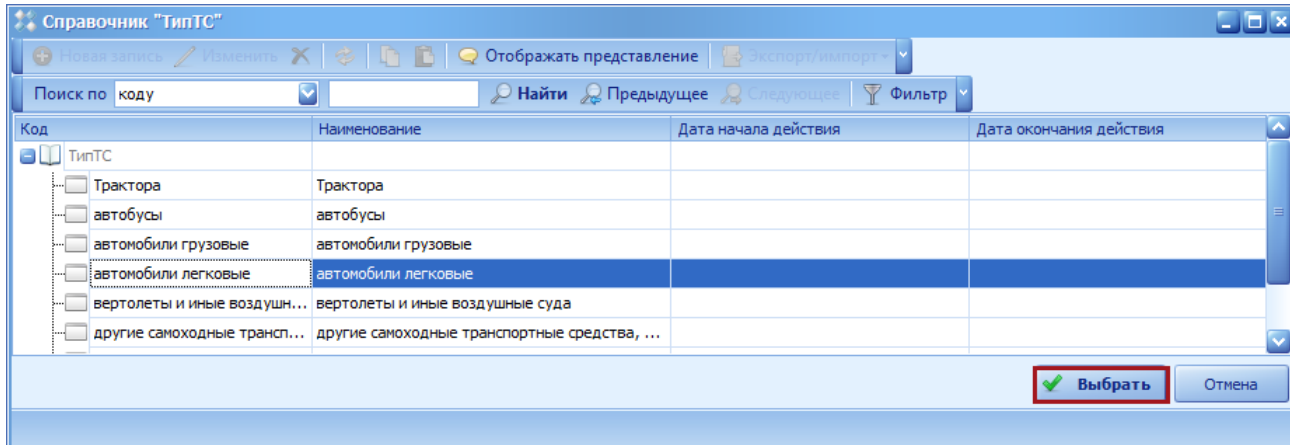 Справочник "ТипТС"
Новая запись Изменить Отображать представление Экспорт/импорт
Поиск по коду Найти Предыдущее Следующее Фильтр
Код Наименование Дата начала действия Дата окончания действия
ТипТС
Трактора Трактора
автобусы автобусы
автомобили грузовые автомобили грузовые
автомобили легковые автомобили легковые
вертолеты и иные воздушн... вертолеты и иные воздушные суда
другие самоходные трансп... другие самоходные транспортные средства, ...
Выбрать Отмена